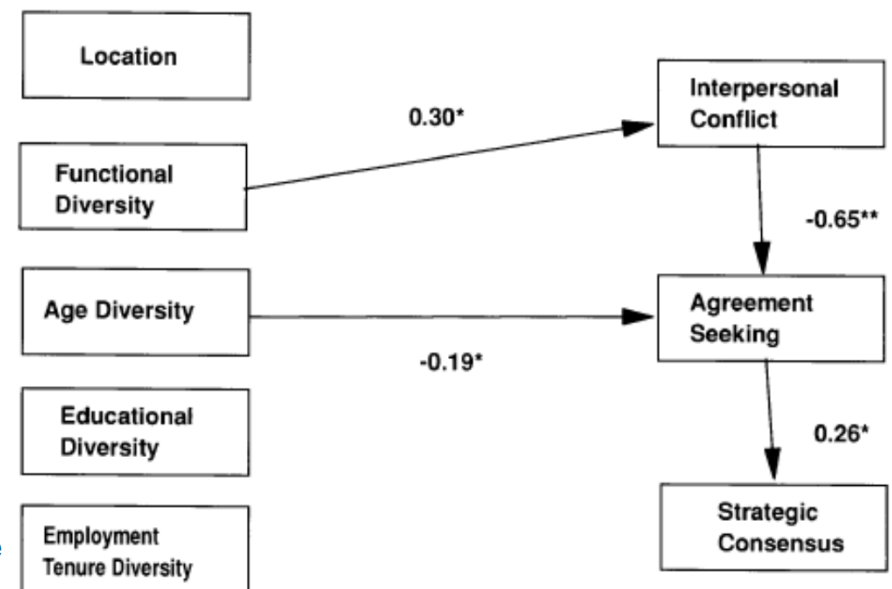 Location
Functional
Diversity
Age Diversity
Educational
Diversity
Employment
Tenure Diversity
0.30*
-0.19*
Interpersonal
Conflict
-0.65**
Agreement
Seeking
0.26*
Strategic
Consensus